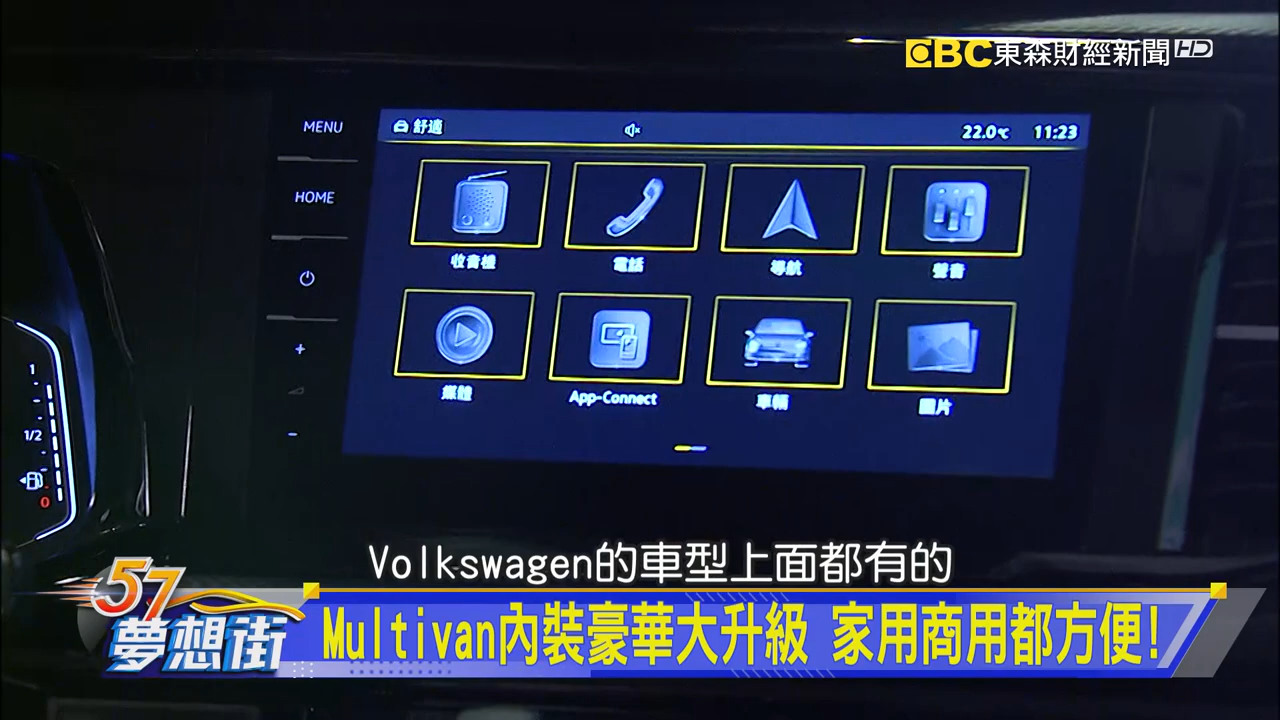 EBC東森財經新聞HD
MENU
舒適
22.0℃ 11:23
HOME
收音機 電話 導航 聲音
媒體 App-Connect 車輛 圖片
1
1/2
0
Volkswagen的車型上面都有的
57夢想街
Multivan內裝豪華大升級 家用商用都方便!